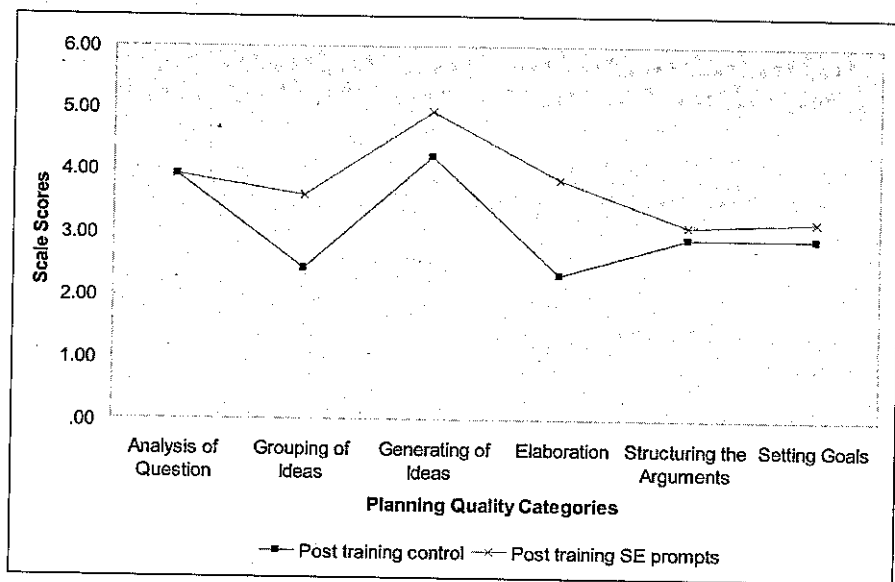 6.00
5.00
4.00
3.00
2.00
1.00
.00
Scale Scores
Analysis of Question
Grouping of Ideas
Generating of Ideas
Elaboration
Structuring the Arguments
Setting Goals
Planning Quality Categories
Post training control
Post training SE prompts